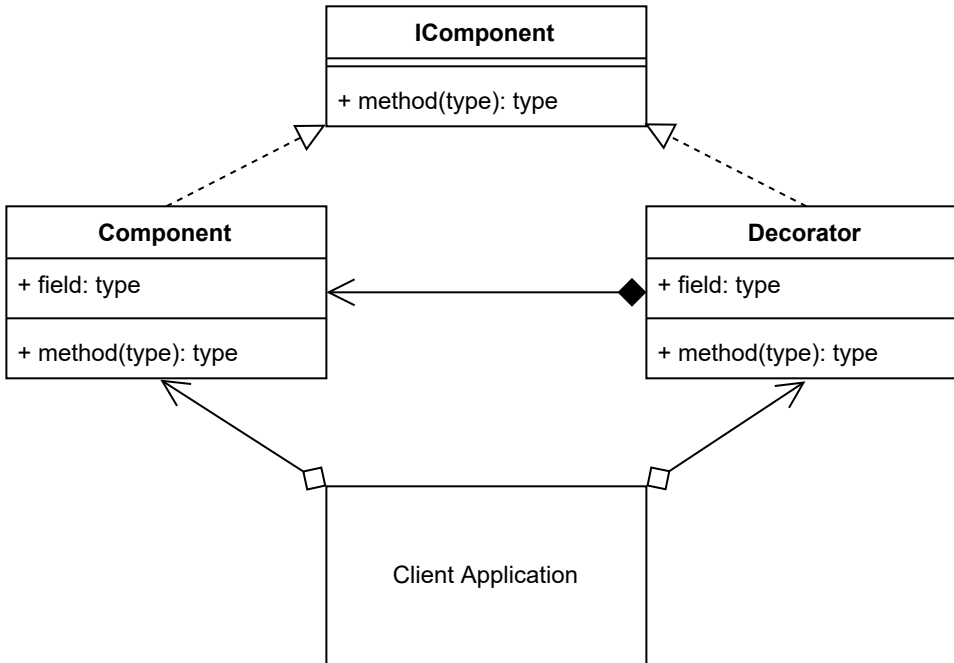 IComponent
+ method(type): type
Component
+ field: type
+ method(type): type
Decorator
+ field: type
+ method(type): type
Client Application